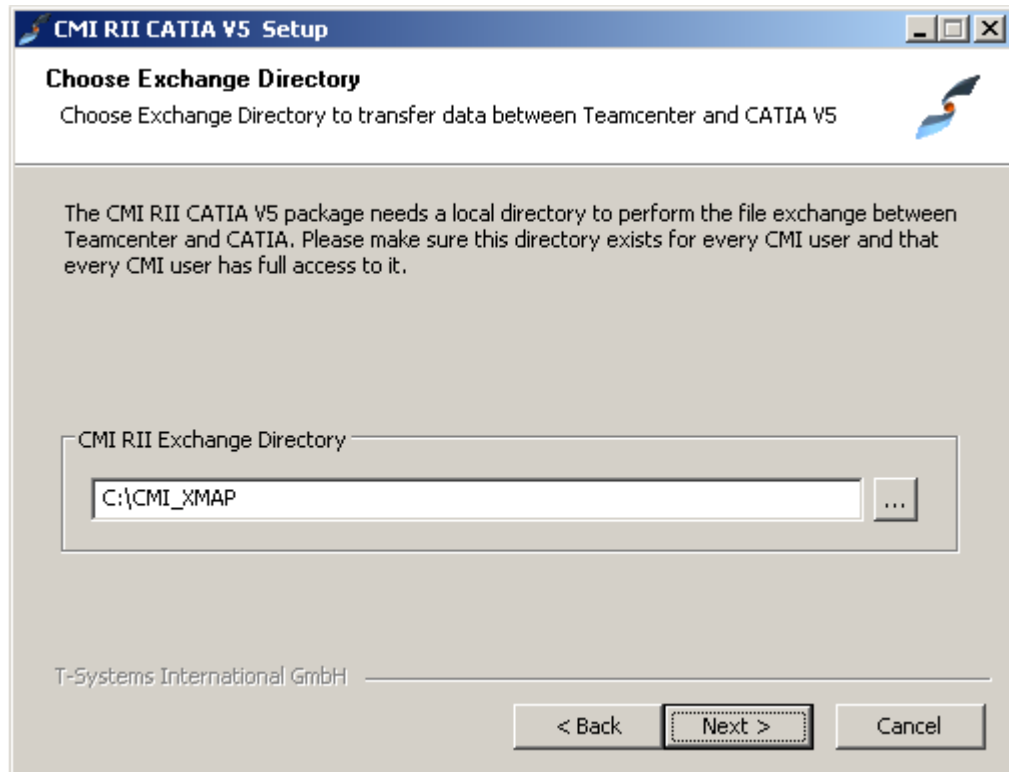 CMI RII CATIA V5  Setup
Choose Exchange Directory
Choose Exchange Directory to transfer data between Teamcenter and CATIA V5
The CMI RII CATIA V5 package needs a local directory to perform the file exchange between
Teamcenter and CATIA. Please make sure this directory exists for every CMI user and that
every CMI user has full access to it.
CMI RII Exchange Directory
C:\CMI_XMAP
...
T-Systems International GmbH
< Back
Next >
Cancel